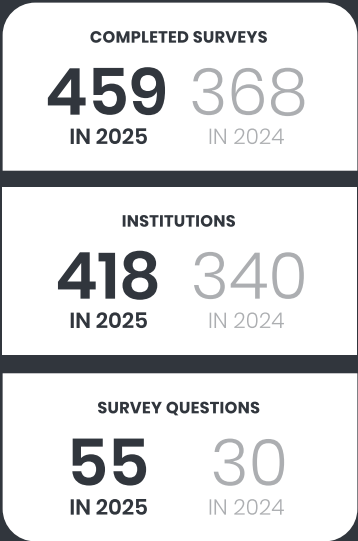 COMPLETED SURVEYS
459 368
IN 2025 IN 2024
INSTITUTIONS
418 340
IN 2025 IN 2024
SURVEY QUESTIONS
55 30
IN 2025 IN 2024